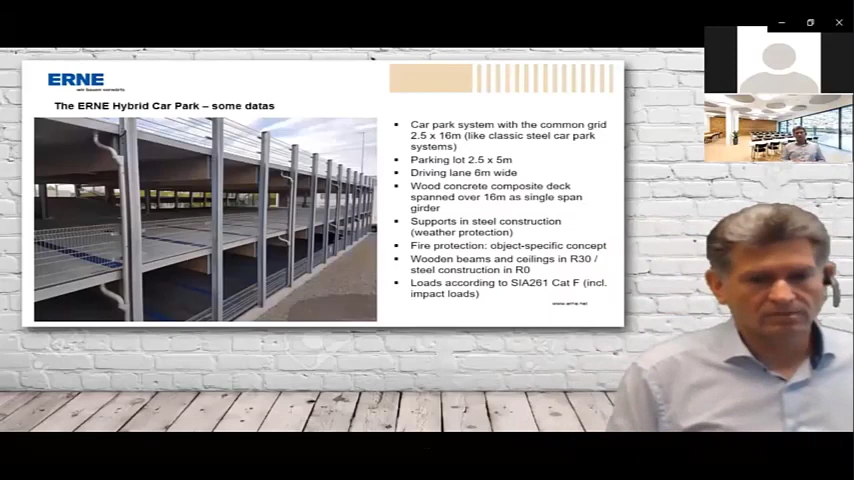 ERNE
wir bauen vorwärts
The ERNE Hybrid Car Park – some datas
Car park system with the common grid
2.5 x 16m (like classic steel car park
systems)
Parking lot 2.5 x 5m
Driving lane 6m wide
Wood concrete composite deck
spanned over 16m as single span
girder
Supports in steel construction
(weather protection)
Fire protection: object-specific concept
Wooden beams and ceilings in R30 /
steel construction in R0
Loads according to SIA261 Cat F (incl.
impact loads)
www.erne.net